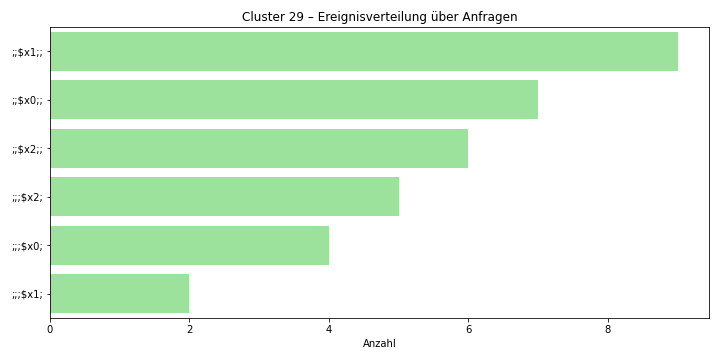 Cluster 29 – Ereignisverteilung über Anfragen
;;$x1;;
;;$x0;;
;;$x2;;
;;;$x2;
;;;$x0;
;;;$x1;
0 2 4 6 8
Anzahl